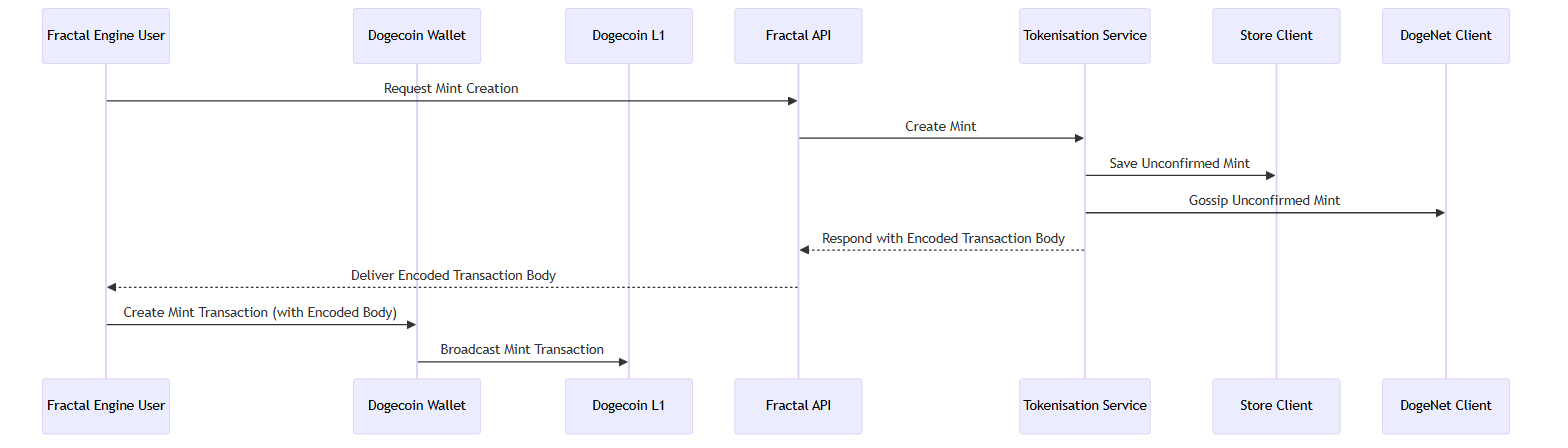 Fractal Engine User
Dogecoin Wallet
Dogecoin L1
Fractal API
Tokenisation Service
Store Client
DogeNet Client
Request Mint Creation
Create Mint
Save Unconfirmed Mint
Gossip Unconfirmed Mint
Respond with Encoded Transaction Body
Deliver Encoded Transaction Body
Create Mint Transaction (with Encoded Body)
Broadcast Mint Transaction
Fractal Engine User
Dogecoin Wallet
Dogecoin L1
Fractal API
Tokenisation Service
Store Client
DogeNet Client